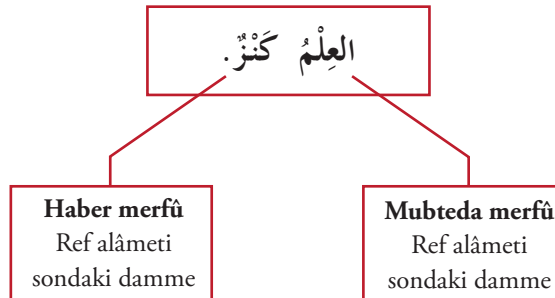 العِلْمُ كَنْزٌ.
Haber merfû
Ref alâmeti
sondaki damme
Mubteda merfû
Ref alâmeti
sondaki damme